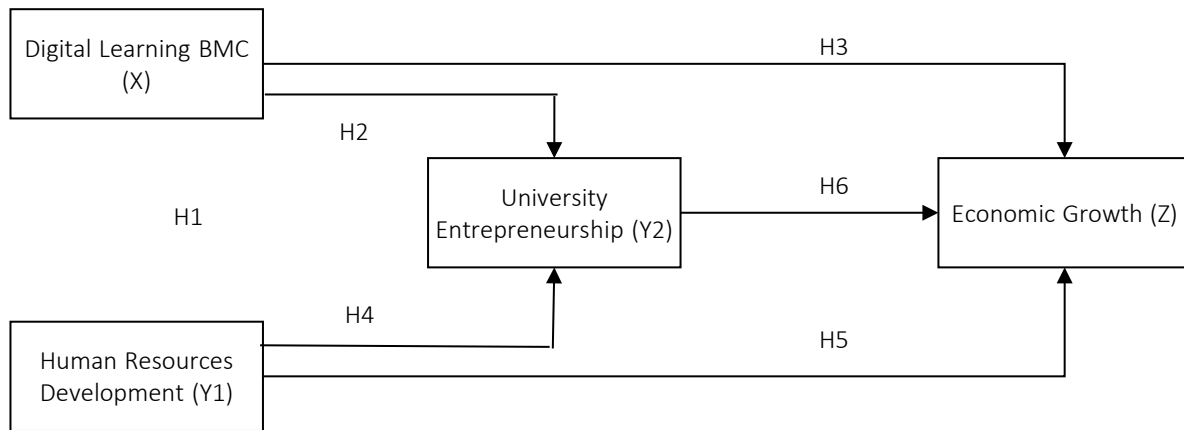 Digital Learning BMC
(X)
H3
H2
University
Entrepreneurship (Y2)
H6
Economic Growth (Z)
H1
H4
Human Resources
Development (Y1)
H5